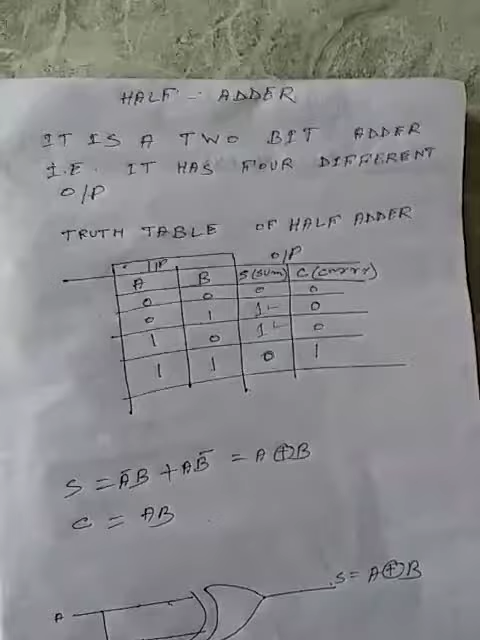 HALF - ADDER
IT IS A TWO BIT ADDER
I.E. IT HAS FOUR DIFFERENT
O/P
TRUTH TABLE OF HALF ADDER
I/P O/P
A B S(SUM) C(Carry)
0 0 0 0
0 1 1 0
1 0 1 0
1 1 0 1
S = ĀB + AB̄ = A⊕B
C = AB
S = A⊕B
A